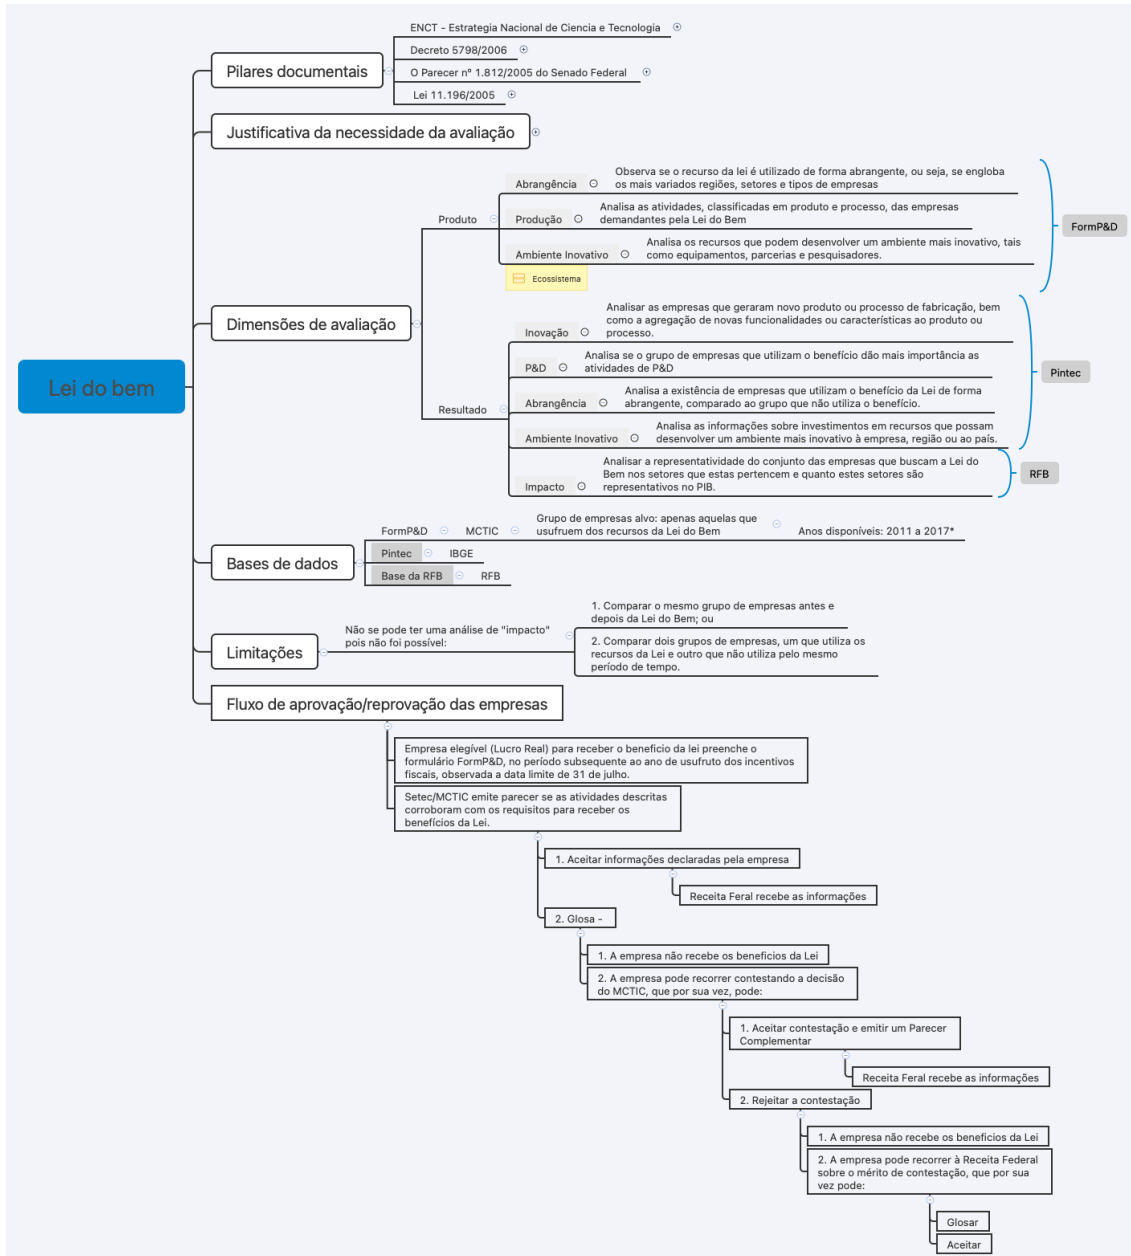 ENCT - Estrategia Nacional de Ciencia e Tecnologia
Decreto 5798/2006
Pilares documentais
O Parecer nº 1.812/2005 do Senado Federal
Lei 11.196/2005
Justificativa da necessidade da avaliação
Observa se o recurso da lei é utilizado de forma abrangente, ou seja, se engloba
os mais variados regiões, setores e tipos de empresas
Abrangência
Produto
Produção
Analisa as atividades, classificadas em produto e processo, das empresas
demandantes pela Lei do Bem
FormP&D
Ambiente Inovativo
Analisa os recursos que podem desenvolver um ambiente mais inovativo, tais
como equipamentos, parcerias e pesquisadores.
Ecossistema
Dimensões de avaliação
Inovação
Analisar as empresas que geraram novo produto ou processo de fabricação, bem
como a agregação de novas funcionalidades ou características ao produto ou
processo.
P&D
Analisa se o grupo de empresas que utilizam o benefício dão mais importância as
atividades de P&D
Pintec
Lei do bem
Resultado
Abrangência
Analisa a existência de empresas que utilizam o benefício da Lei de forma
abrangente, comparado ao grupo que não utiliza o benefício.
Ambiente Inovativo
Analisa as informações sobre investimentos em recursos que possam
desenvolver um ambiente mais inovativo à empresa, região ou ao país.
Impacto
Analisar a representatividade do conjunto das empresas que buscam a Lei do
Bem nos setores que estas pertencem e quanto estes setores são
representativos no PIB.
RFB
Bases de dados
FormP&D
MCTIC
Grupo de empresas alvo: apenas aquelas que
usufruem dos recursos da Lei do Bem
Anos disponíveis: 2011 a 2017*
Pintec
IBGE
Base da RFB
RFB
Limitações
Não se pode ter uma análise de "impacto"
pois não foi possível:
1. Comparar o mesmo grupo de empresas antes e
depois da Lei do Bem; ou
2. Comparar dois grupos de empresas, um que utiliza os
recursos da Lei e outro que não utiliza pelo mesmo
período de tempo.
Fluxo de aprovação/reprovação das empresas
Empresa elegível (Lucro Real) para receber o beneficio da lei preenche o
formulário FormP&D, no período subsequente ao ano de usufruto dos incentivos
fiscais, observada a data limite de 31 de julho.
Setec/MCTIC emite parecer se as atividades descritas
corroboram com os requisitos para receber os
benefícios da Lei.
1. Aceitar informações declaradas pela empresa
Receita Feral recebe as informações
2. Glosa -
1. A empresa não recebe os beneficios da Lei
2. A empresa pode recorrer contestando a decisão
do MCTIC, que por sua vez, pode:
1. Aceitar contestação e emitir um Parecer
Complementar
Receita Feral recebe as informações
2. Rejeitar a contestação
1. A empresa não recebe os beneficios da Lei
2. A empresa pode recorrer à Receita Federal
sobre o mérito de contestação, que por sua
vez pode:
Glosar
Aceitar